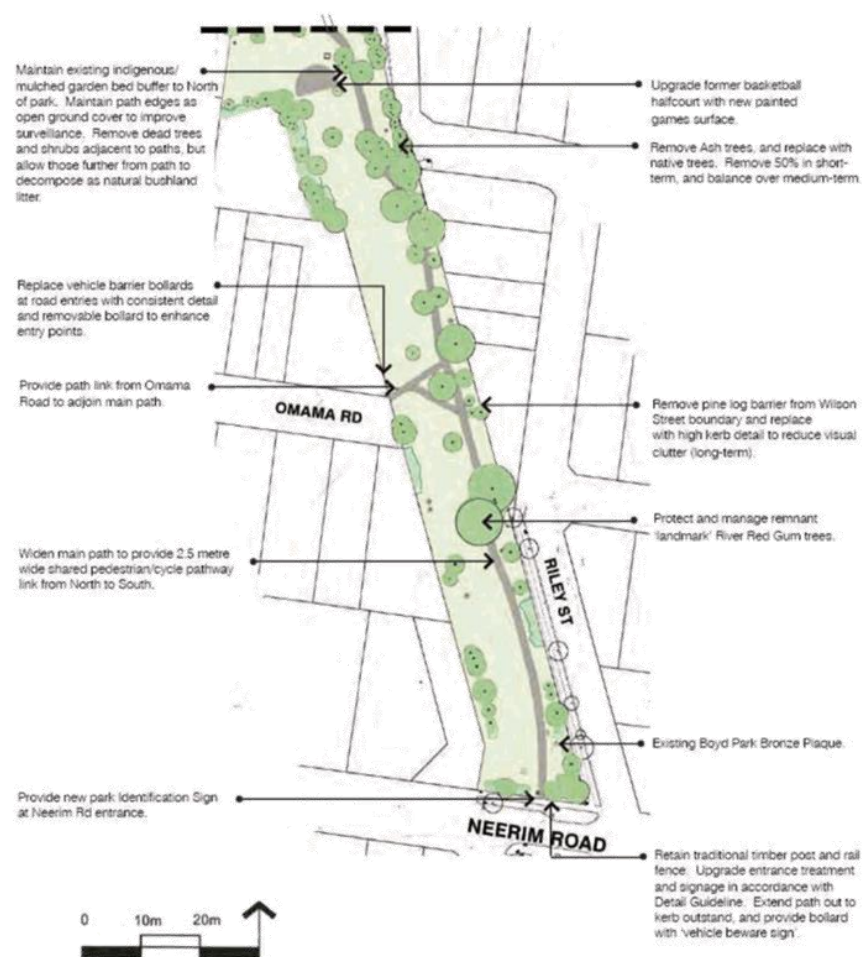 Maintain existing indigenous/
mulched garden bed buffer to North
of park. Maintain path edges as
open ground cover to improve
surveillance. Remove dead trees
and shrubs adjacent to paths, but
allow those further from path to
decompose as natural bushland
litter.
Upgrade former basketball
halfcourt with new painted
games surface.
Remove Ash trees, and replace with
native trees. Remove 50% in short-
term, and balance over medium-term.
Replace vehicle barrier bollards
at road entries with consistent detail
and removable bollard to enhance
entry points.
Provide path link from Omama
Road to adjoin main path.
OMAMA RD
Remove pine log barrier from Wilson
Street boundary and replace
with high kerb detail to reduce visual
clutter (long-term).
Protect and manage remnant
'landmark' River Red Gum trees.
Widen main path to provide 2.5 metre
wide shared pedestrian/cycle pathway
link from North to South.
RILEY ST
Existing Boyd Park Bronze Plaque.
Provide new park Identification Sign
at Neerim Rd entrance.
NEERIM ROAD
Retain traditional timber post and rail
fence. Upgrade entrance treatment
and signage in accordance with
Detail Guideline. Extend path out to
kerb outstand, and provide bollard
with 'vehicle beware sign'.
0 10m 20m